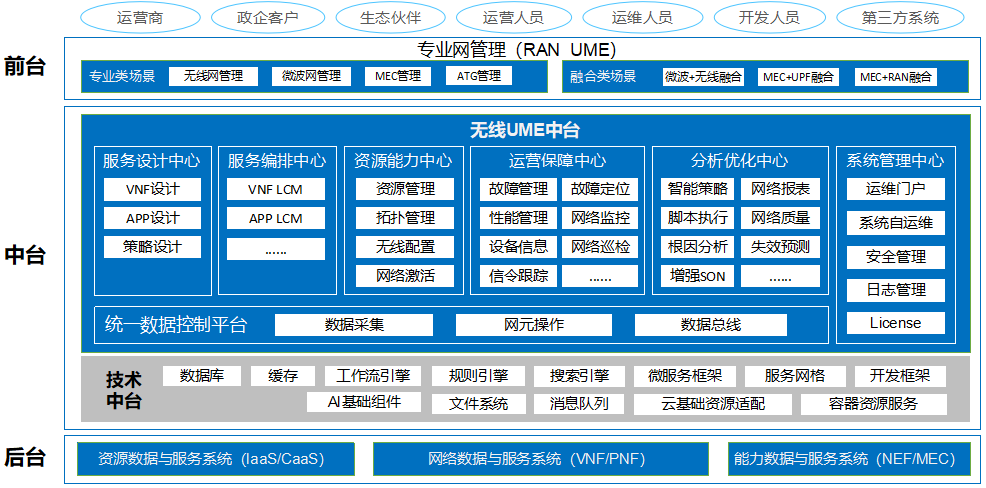 运营商 政企客户 生态伙伴 运营人员 运维人员 开发人员 第三方系统
前台
专业网管理（RAN UME）
专业类场景 无线网管理 微波网管理 MEC管理 ATG管理
融合类场景 微波+无线融合 MEC+UPF融合 MEC+RAN融合
中台
无线UME中台
服务设计中心
VNF设计
APP设计
策略设计
服务编排中心
VNF LCM
APP LCM
......
资源能力中心
资源管理
拓扑管理
无线配置
网络激活
运营保障中心
故障管理 故障定位
性能管理 网络监控
设备信息 网络巡检
信令跟踪 ......
分析优化中心
智能策略 网络报表
脚本执行 网络质量
根因分析 失效预测
增强SON ......
系统管理中心
运维门户
系统自运维
安全管理
日志管理
License
统一数据控制平台 数据采集 网元操作 数据总线
技术
中台
数据库 缓存 工作流引擎 规则引擎 搜索引擎 微服务框架 服务网格 开发框架
AI基础组件 文件系统 消息队列 云基础资源适配 容器资源服务
后台
资源数据与服务系统（IaaS/CaaS） 网络数据与服务系统（VNF/PNF） 能力数据与服务系统（NEF/MEC）